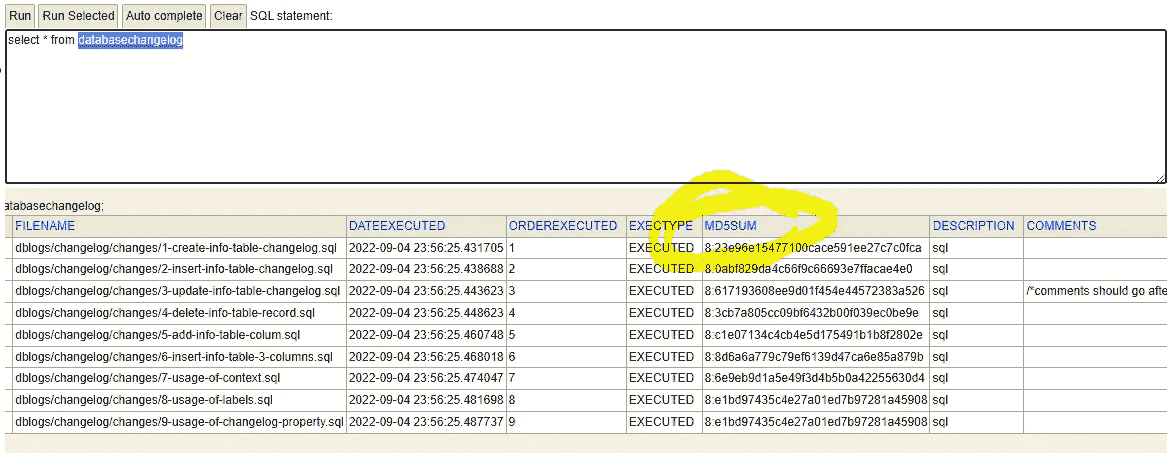 Run Run Selected Auto complete Clear SQL statement:
select * from databasechangelog
atabasechangelog;
FILENAME DATEEXECUTED ORDEREXECUTED EXECTYPE MD5SUM DESCRIPTION COMMENTS
dblogs/changelog/changes/1-create-info-table-changelog.sql 2022-09-04 23:56:25.431705 1 EXECUTED 8:23e96e15477100cace591ee27c7c0fca sql
dblogs/changelog/changes/2-insert-info-table-changelog.sql 2022-09-04 23:56:25.438688 2 EXECUTED 8:0abf829da4c66f9c66693e7ffacae4e0 sql
dblogs/changelog/changes/3-update-info-table-changelog.sql 2022-09-04 23:56:25.443623 3 EXECUTED 8:617193608ee9d01f454e44572383a526 sql /*comments should go afte
dblogs/changelog/changes/4-delete-info-table-record.sql 2022-09-04 23:56:25.448623 4 EXECUTED 8:3cb7a805cc09bf6432b00f039ec0be9e sql
dblogs/changelog/changes/5-add-info-table-colum.sql 2022-09-04 23:56:25.460748 5 EXECUTED 8:c1e07134c4cb4e5d175491b1b8f2802e sql
dblogs/changelog/changes/6-insert-info-table-3-columns.sql 2022-09-04 23:56:25.468018 6 EXECUTED 8:8d6a6a779c79ef6139d47ca6e85a879b sql
dblogs/changelog/changes/7-usage-of-context.sql 2022-09-04 23:56:25.474047 7 EXECUTED 8:6e9eb9d1a5e49f3d4b5b0a42255630d4 sql
dblogs/changelog/changes/8-usage-of-labels.sql 2022-09-04 23:56:25.481698 8 EXECUTED 8:e1bd97435c4e27a01ed7b97281a45908 sql
dblogs/changelog/changes/9-usage-of-changelog-property.sql 2022-09-04 23:56:25.487737 9 EXECUTED 8:e1bd97435c4e27a01ed7b97281a45908 sql